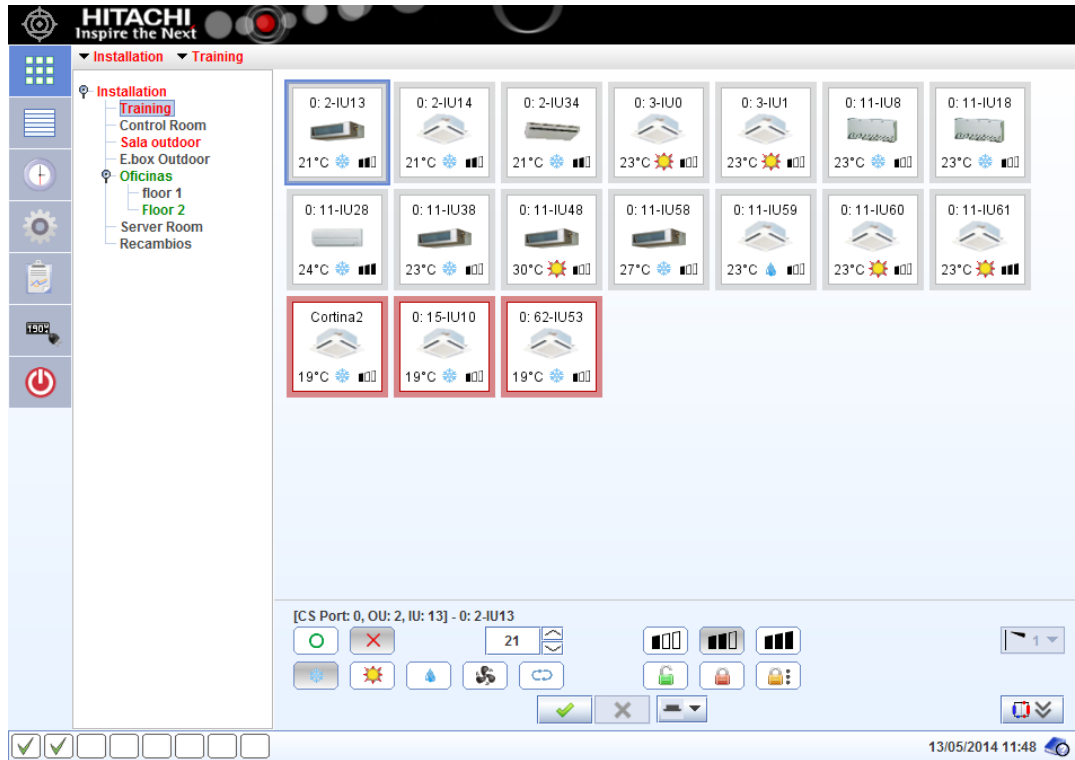 HITACHI
Inspire the Next
Installation Training
Installation
Training
Control Room
Sala outdoor
E.box Outdoor
Oficinas
floor 1
Floor 2
Server Room
Recambios
0: 2-IU13 0: 2-IU14 0: 2-IU34 0: 3-IU0 0: 3-IU1 0: 11-IU8 0: 11-IU18
21°C 21°C 21°C 23°C 23°C 23°C 23°C
0: 11-IU28 0: 11-IU38 0: 11-IU48 0: 11-IU58 0: 11-IU59 0: 11-IU60 0: 11-IU61
24°C 23°C 30°C 27°C 23°C 23°C 23°C
Cortina2 0: 15-IU10 0: 62-IU53
19°C 19°C 19°C
[CS Port: 0, OU: 2, IU: 13] - 0: 2-IU13
21
1
13/05/2014 11:48